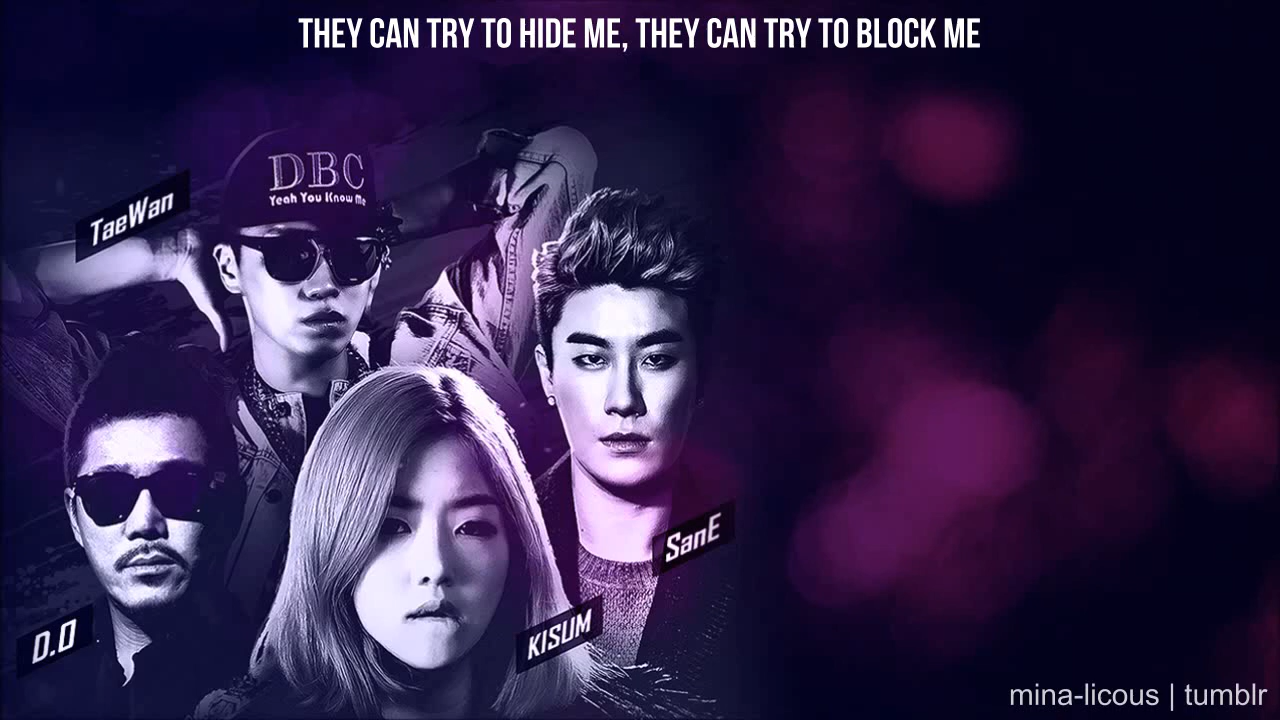 THEY CAN TRY TO HIDE ME, THEY CAN TRY TO BLOCK ME
DBC
Yeah You Know Me
TaeWan
SanE
KISUM
D.O
mina-licous | tumblr